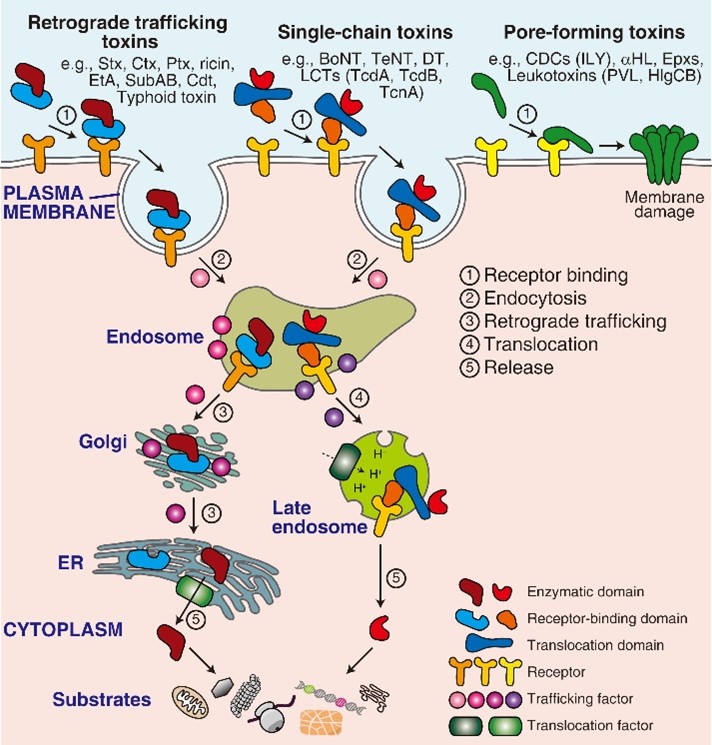 Retrograde trafficking
toxins
e.g., Stx, Ctx, Ptx, ricin,
EtA, SubAB, Cdt,
Typhoid toxin
Single-chain toxins
e.g., BoNT, TeNT, DT,
LCTs (TcdA, TcdB,
TcnA)
Pore-forming toxins
e.g., CDCs (ILY), αHL, Epxs,
Leukotoxins (PVL, HlgCB)
1
1
1
PLASMA
MEMBRANE
Membrane
damage
2
2
1 Receptor binding
2 Endocytosis
3 Retrograde trafficking
4 Translocation
5 Release
Endosome
3
4
Golgi
H⁻
H⁺
H⁺
Late
endosome
3
ER
5
5
CYTOPLASM
Substrates
Enzymatic domain
Receptor-binding domain
Translocation domain
Receptor
Trafficking factor
Translocation factor